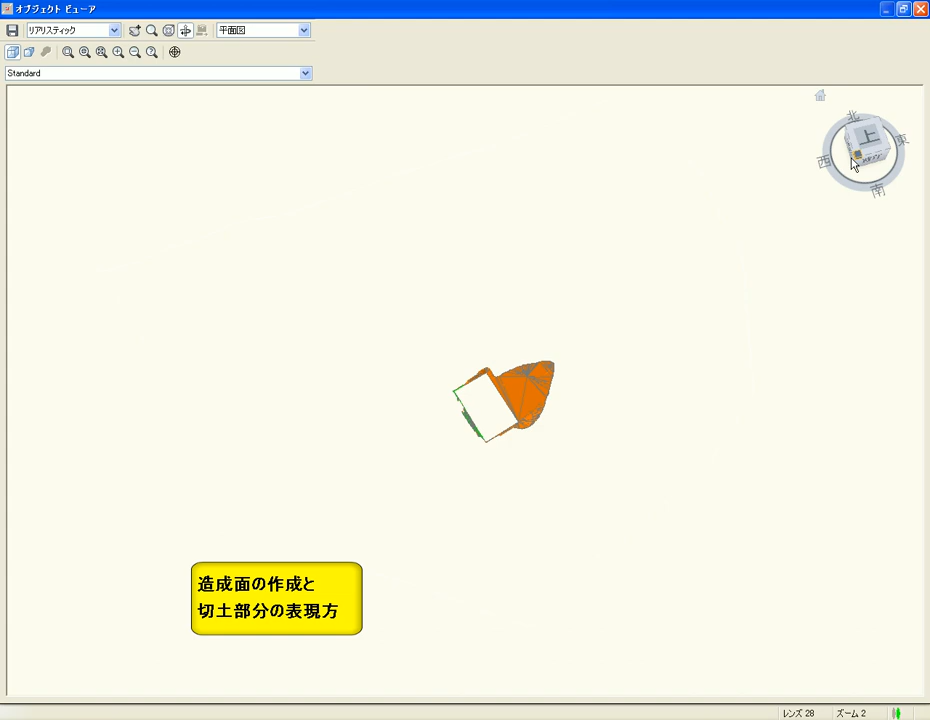 オブジェクト ビューア
リアリスティック
平面図
Standard
北
上
東
西
南
造成面の作成と
切土部分の表現方
レンズ 28
ズーム 2